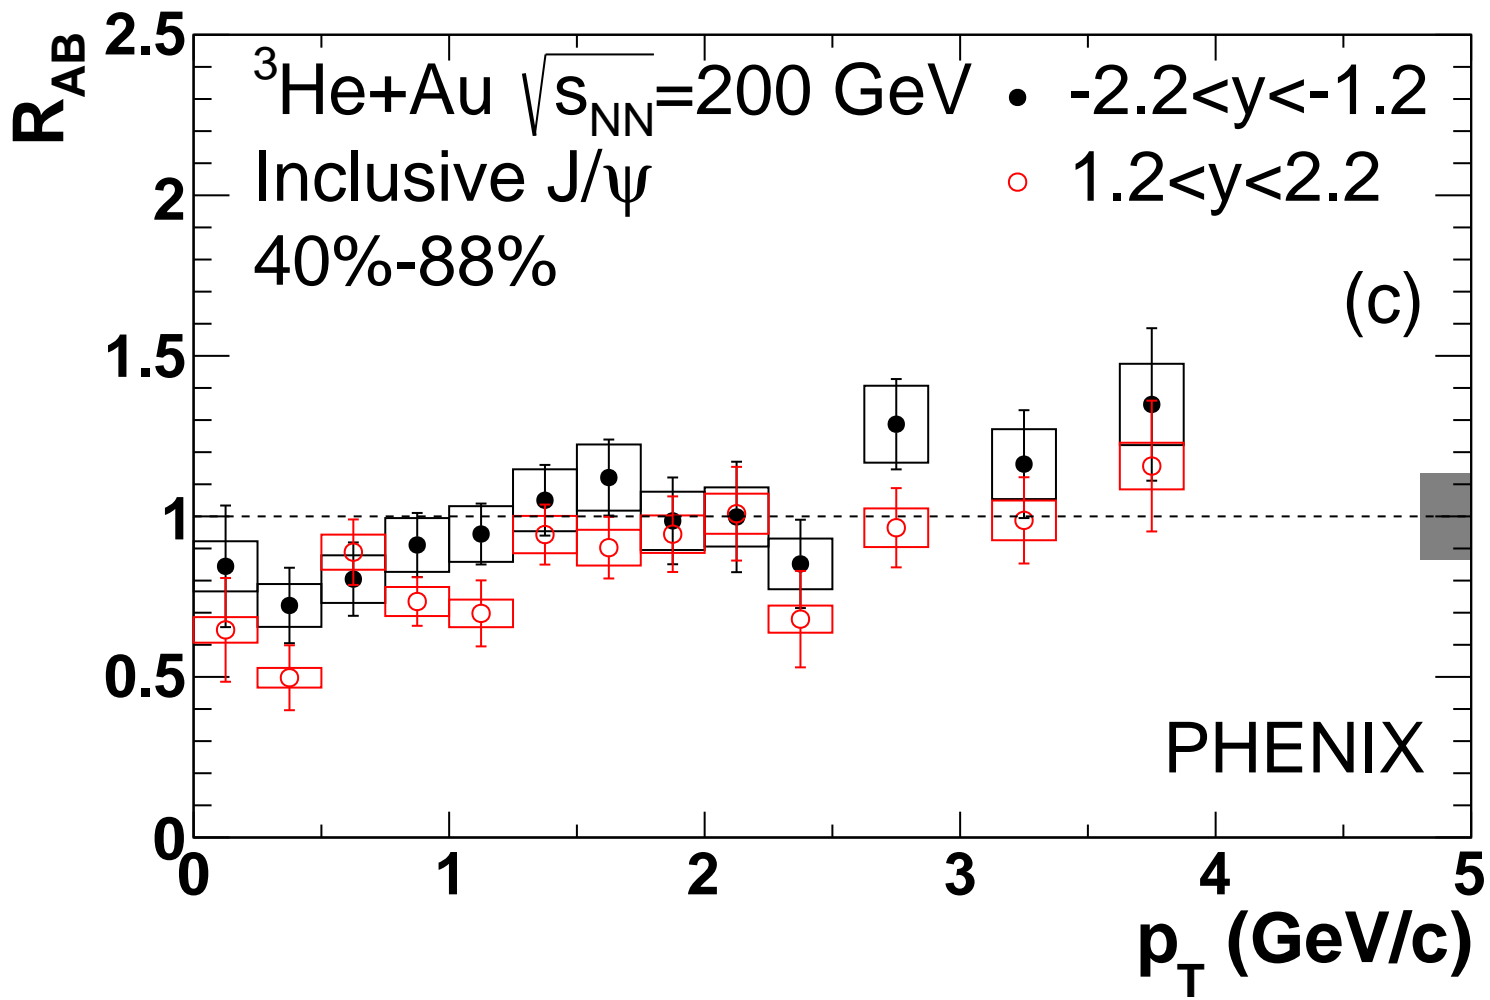 R_AB
2.5
2
1.5
1
0.5
0
³He+Au √s_NN=200 GeV
Inclusive J/ψ
40%-88%
-2.2<y<-1.2
1.2<y<2.2
(c)
PHENIX
0 1 2 3 4 5
p_T (GeV/c)